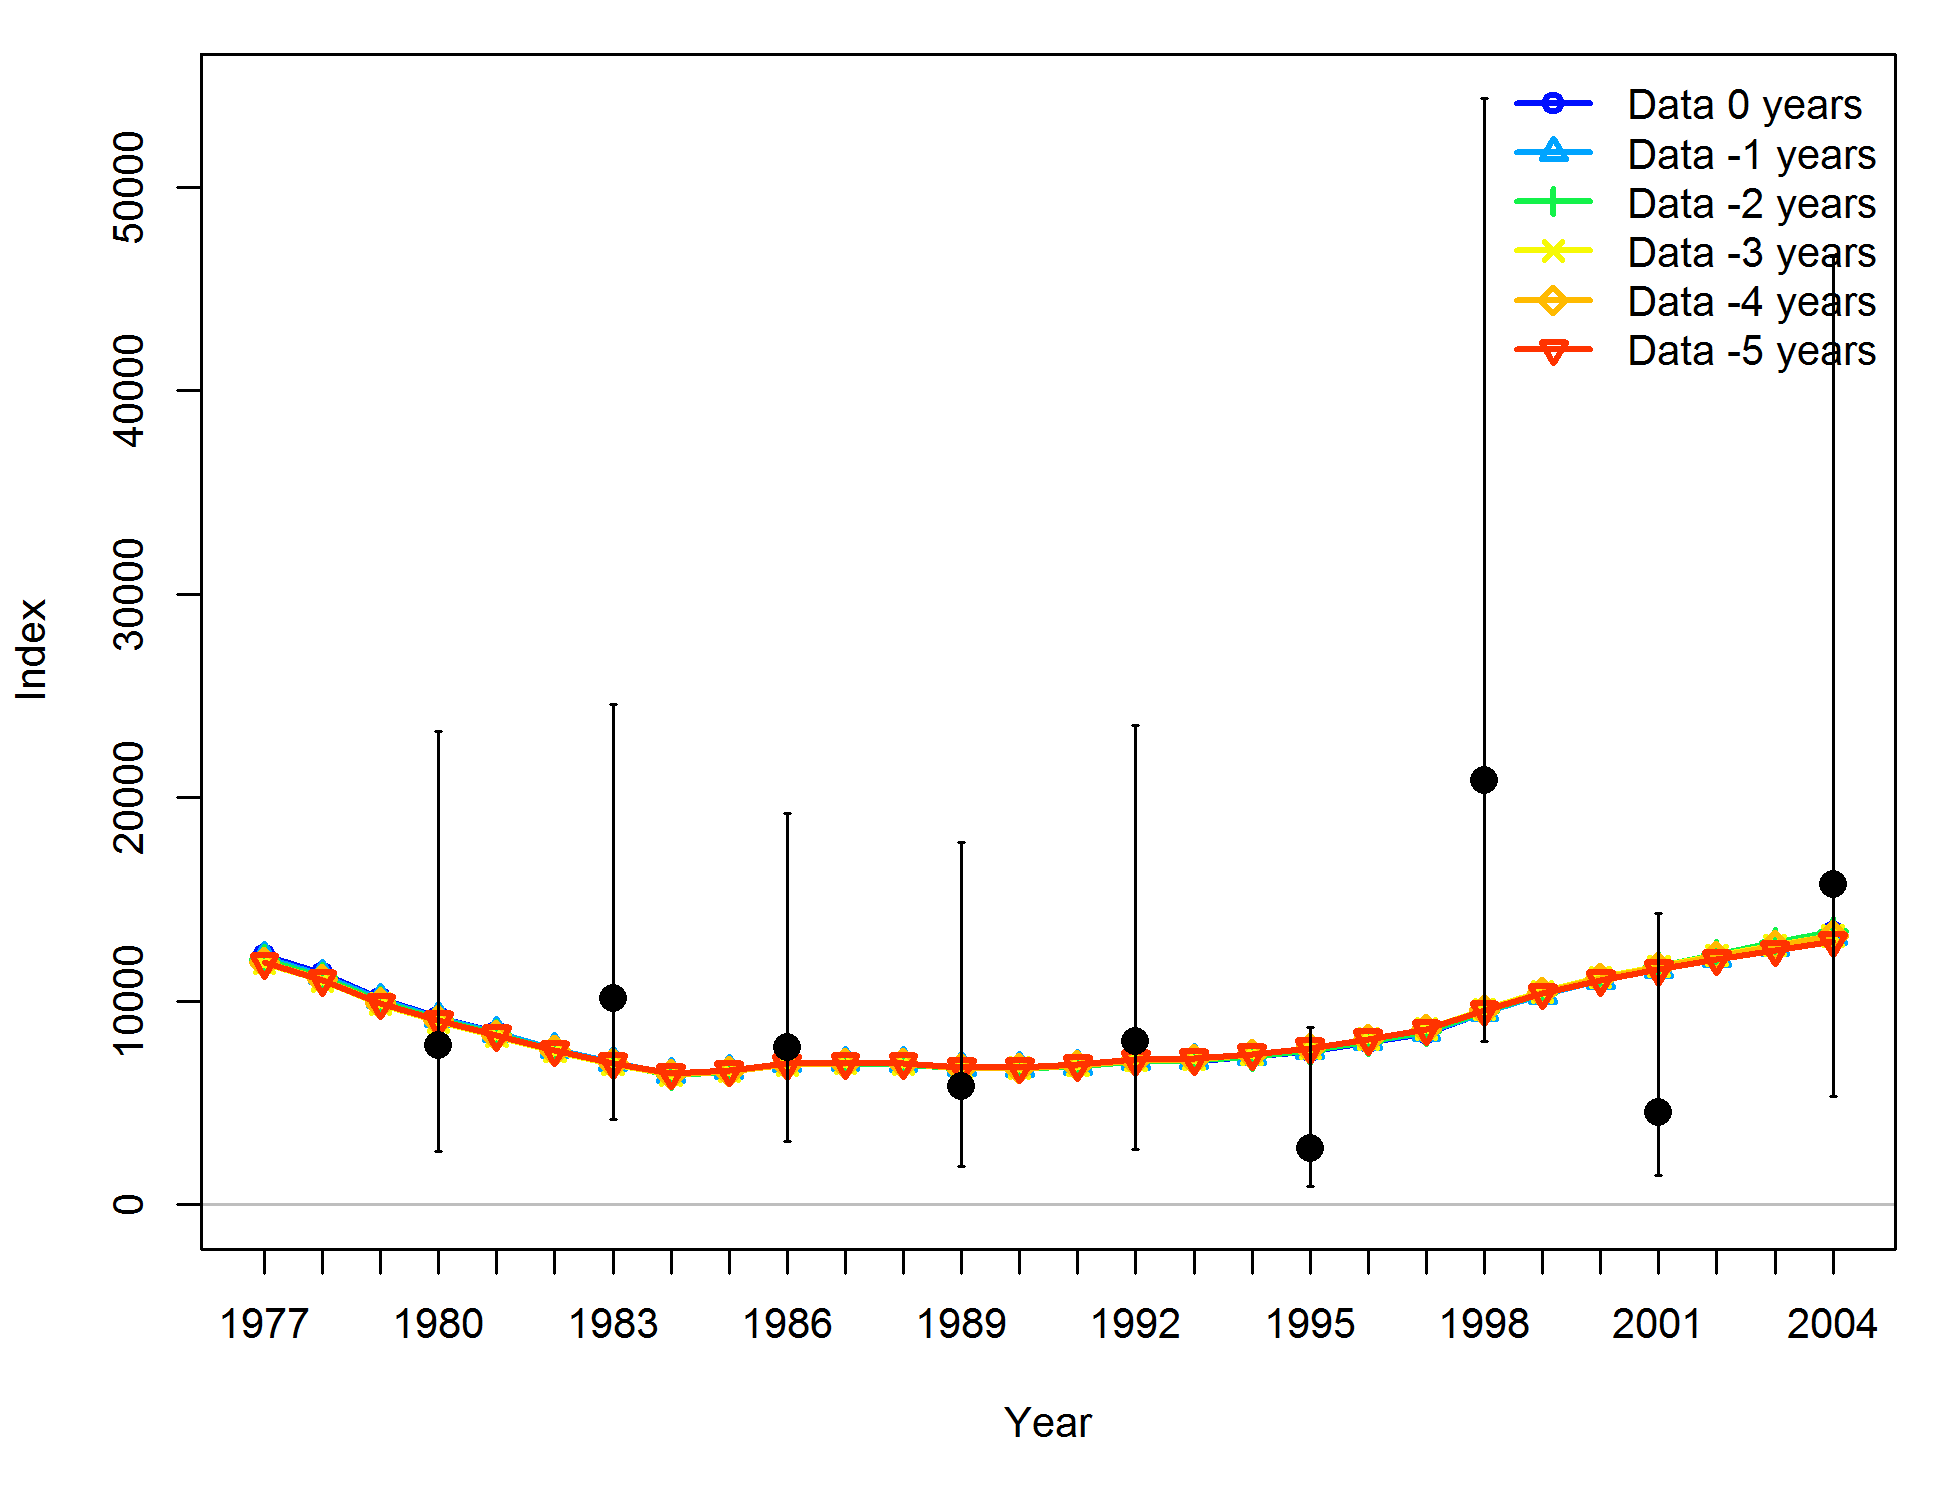 Data 0 years
Data -1 years
Data -2 years
Data -3 years
Data -4 years
Data -5 years
50000
40000
30000
20000
10000
0
Index
1977 1980 1983 1986 1989 1992 1995 1998 2001 2004
Year